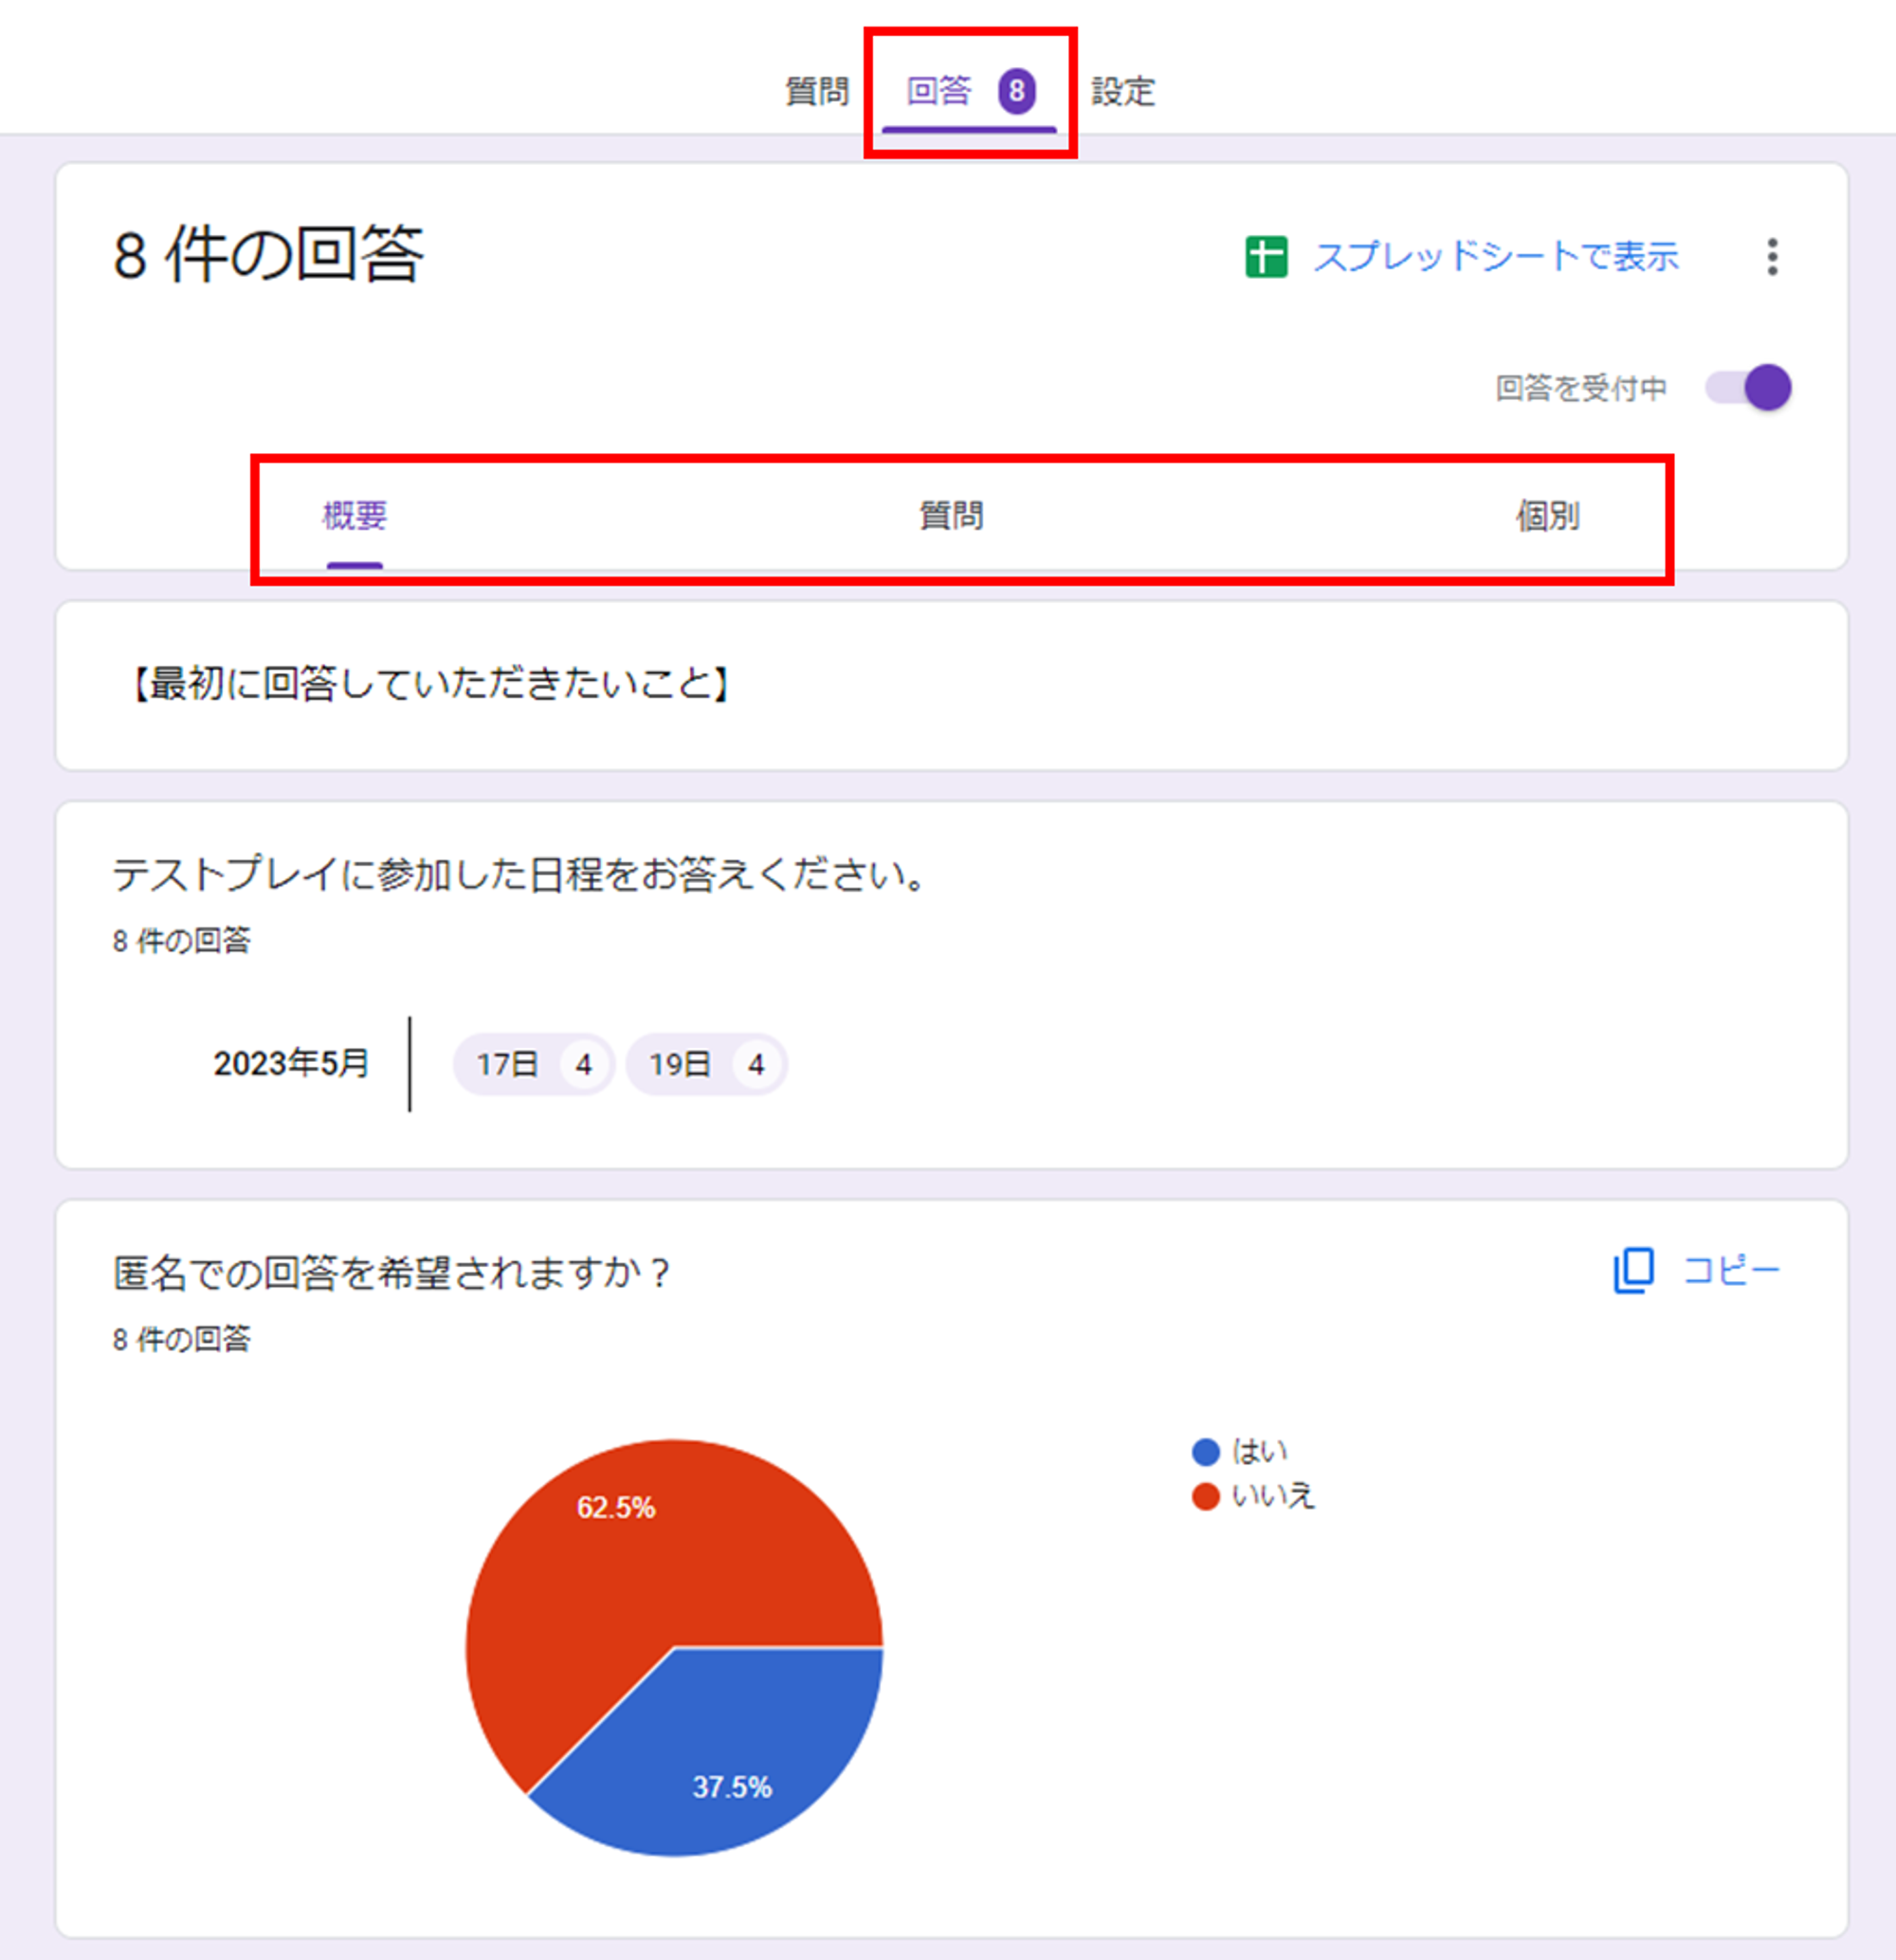 質問 回答 8 設定
8 件の回答 スプレッドシートで表示
回答を受付中
概要 質問 個別
【最初に回答していただきたいこと】
テストプレイに参加した日程をお答えください。
8 件の回答
2023年5月 17日 4 19日 4
匿名での回答を希望されますか？ コピー
8 件の回答
はい
いいえ
62.5%
37.5%